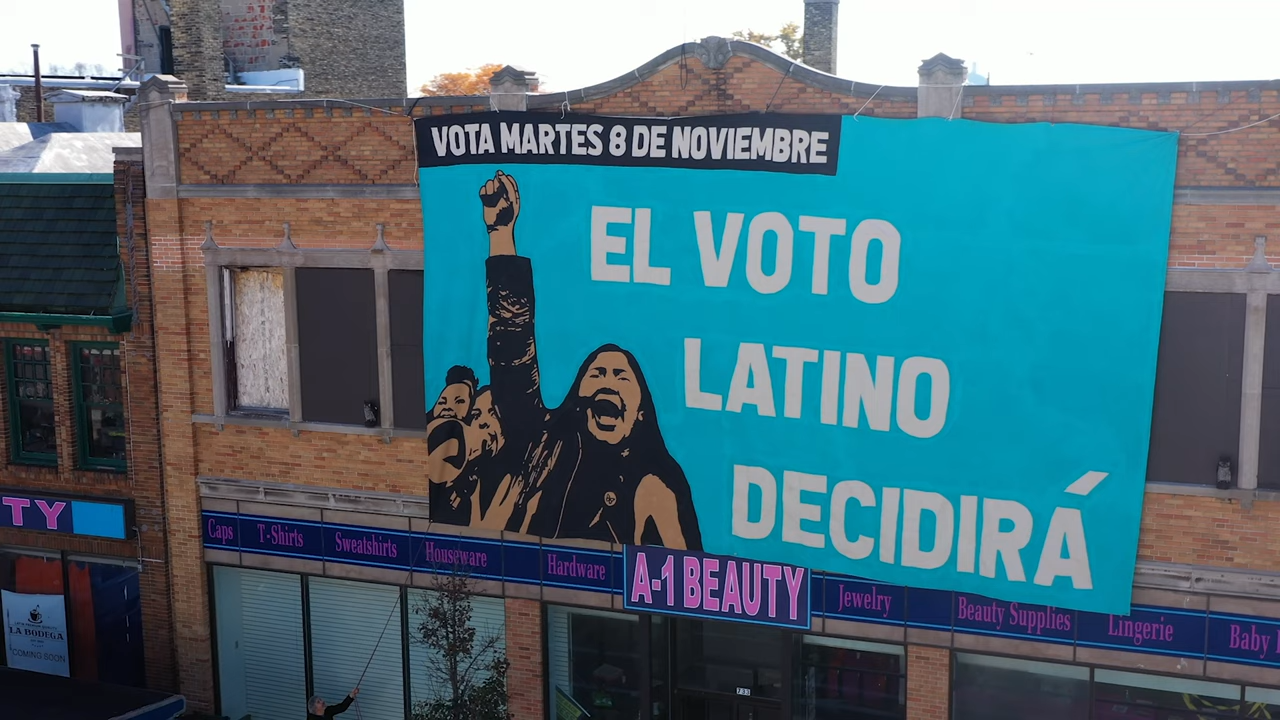 VOTA MARTES 8 DE NOVIEMBRE
EL VOTO
LATINO
DECIDIRÁ
TY
Caps T-Shirts Sweatshirts Houseware Hardware
A-1 BEAUTY
Jewelry Beauty Supplies Lingerie Baby
LA BODEGA
COMING SOON
733